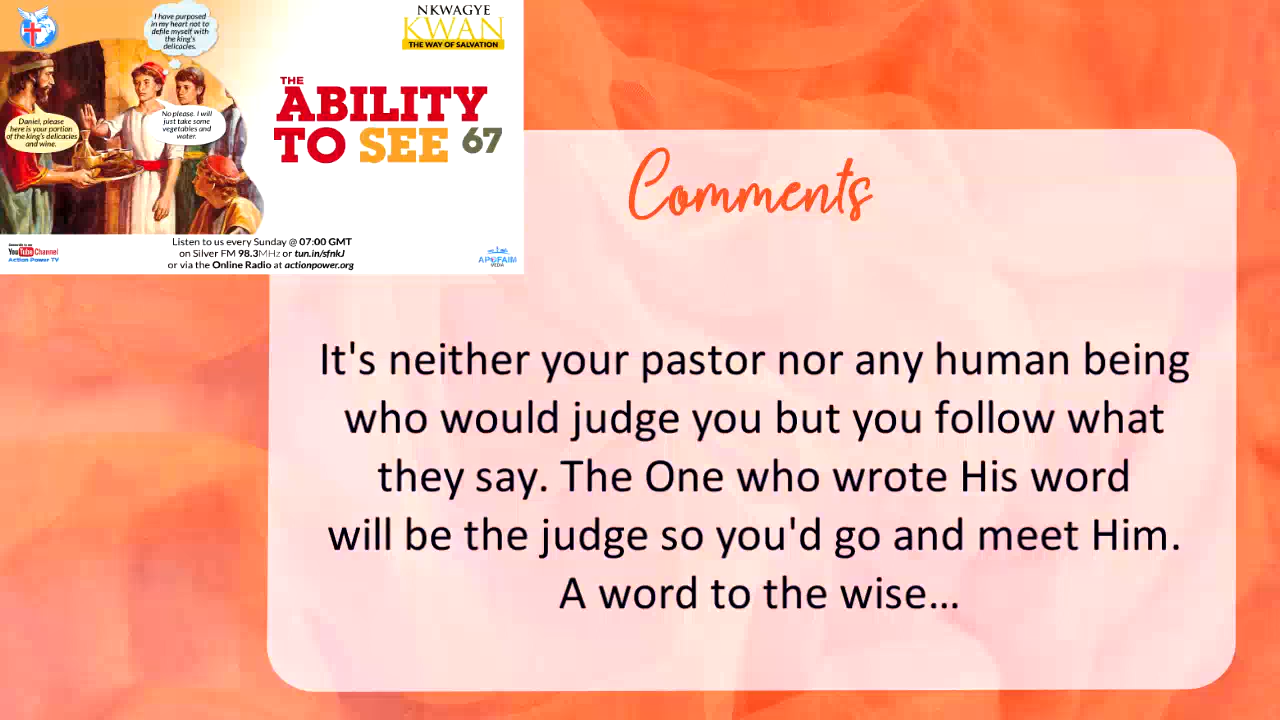 I have purposed
in my heart not to
defile myself with
the king's
delicacies.
NKWAGYE
KWAN
THE WAY OF SALVATION
THE
ABILITY
TO SEE 67
Daniel, please
here is your portion
of the king's delicacies
and wine.
No please. I will
just take some
vegetables and
water.
Listen to us every Sunday @ 07:00 GMT
on Silver FM 98.3MHz or tun.in/sfnkJ
or via the Online Radio at actionpower.org
YouTube Channel
Action Power TV
APOFAIM
Comments
It's neither your pastor nor any human being
who would judge you but you follow what
they say. The One who wrote His word
will be the judge so you'd go and meet Him.
A word to the wise...